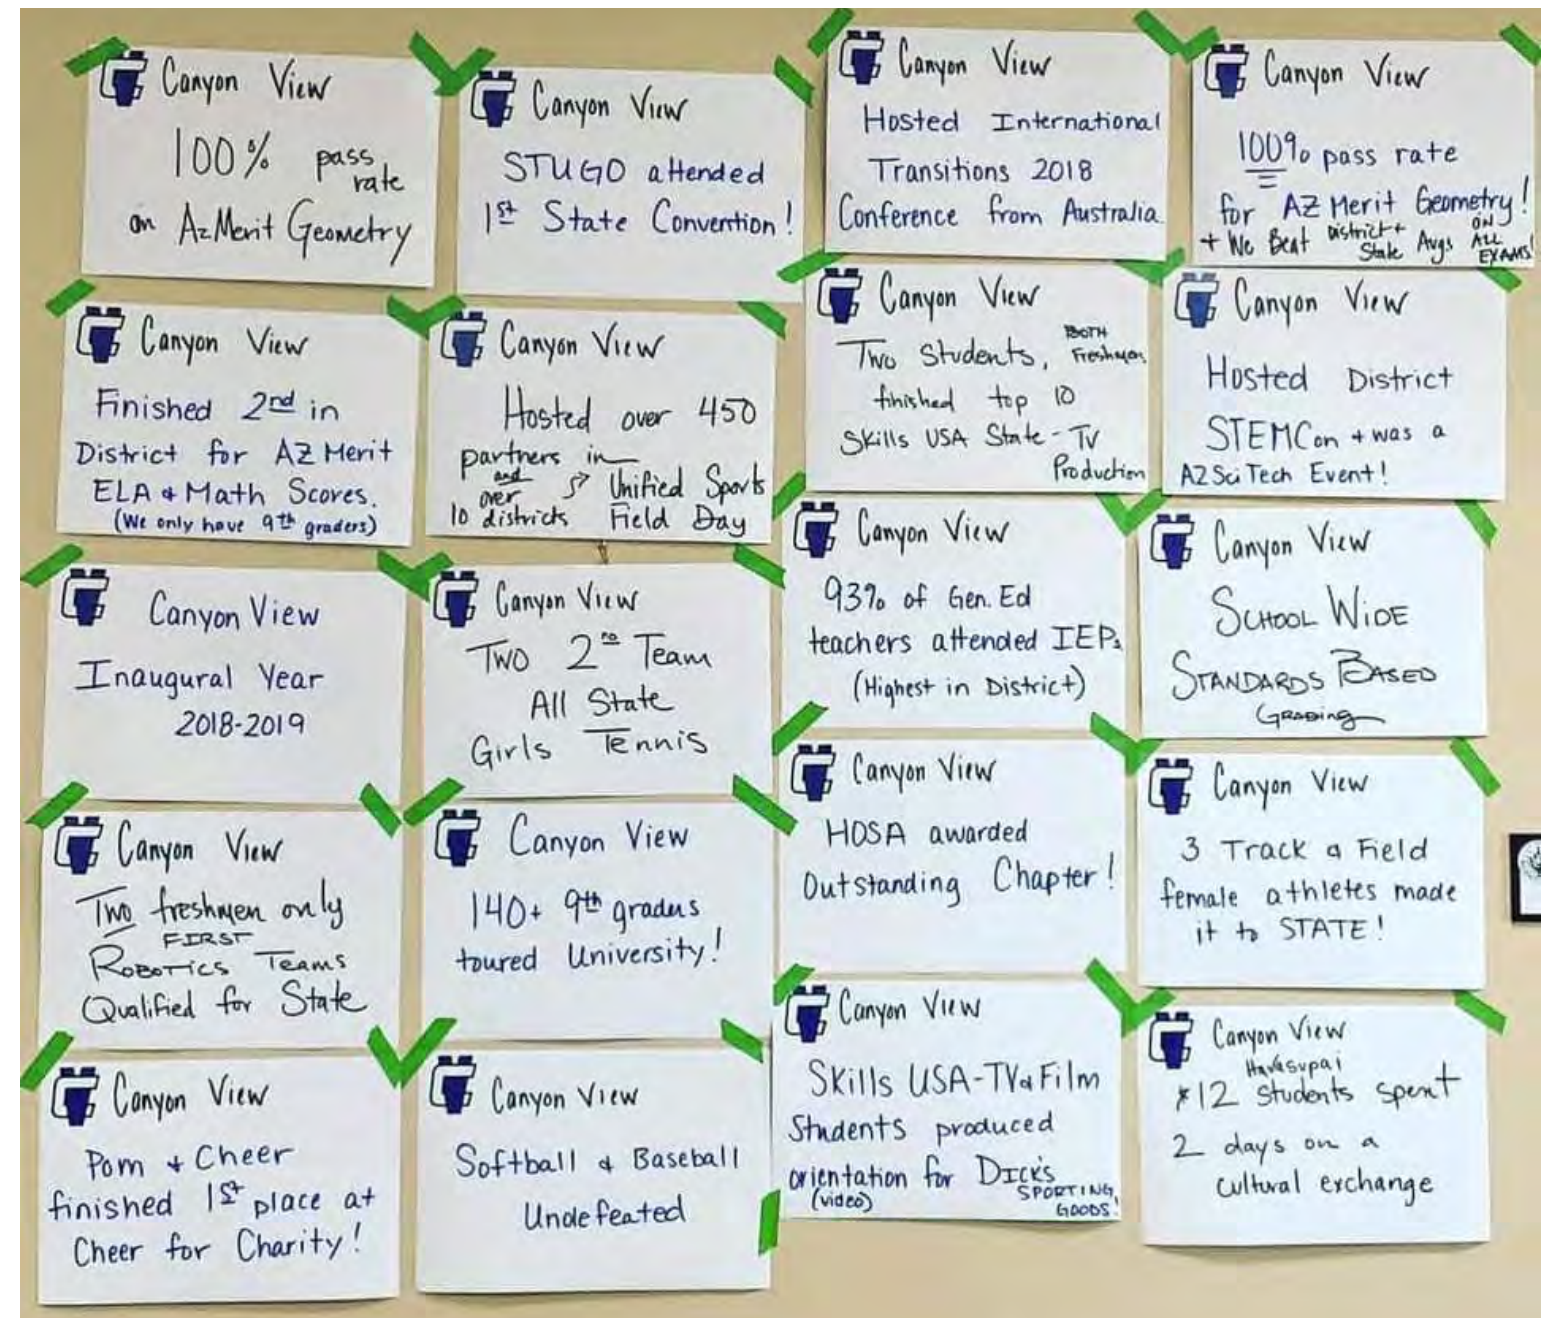 Canyon View
100% pass
rate
on AzMerit Geometry
Canyon View
STUGO attended
1st State Convention!
Canyon View
Hosted International
Transitions 2018
Conference from Australia
Canyon View
100% pass rate
for AZ Merit Geometry!
+ We Beat District + State Avgs ON ALL EXAMS!
Canyon View
Finished 2nd in
District for AZ Merit
ELA & Math Scores.
(We only have 9th graders)
Canyon View
Hosted over 450
partners in
and over
10 districts
Unified Sports
Field Day
Canyon View
Two Students, BOTH Freshmen,
finished top 10
Skills USA State - TV
Production
Canyon View
Hosted District
STEMCon + was a
AZSciTech Event!
Canyon View
Inaugural Year
2018-2019
Canyon View
Two 2nd Team
All State
Girls Tennis
Canyon View
93% of Gen. Ed
teachers attended IEPs
(Highest in District)
Canyon View
SCHOOL WIDE
STANDARDS BASED
GRADING
Canyon View
Two freshmen only
FIRST
ROBOTICS TEAMS
Qualified for State
Canyon View
140+ 9th graders
toured University!
Canyon View
HOSA awarded
Outstanding Chapter!
Canyon View
3 Track & Field
female athletes made
it to STATE!
Canyon View
Pom + Cheer
finished 1st place at
Cheer for Charity!
Canyon View
Softball & Baseball
Undefeated
Canyon View
Skills USA-TV & Film
Students produced
orientation for DICK'S
(video) SPORTING
GOODS!
Canyon View
Havasupai
*12 Students spent
2 days on a
cultural exchange